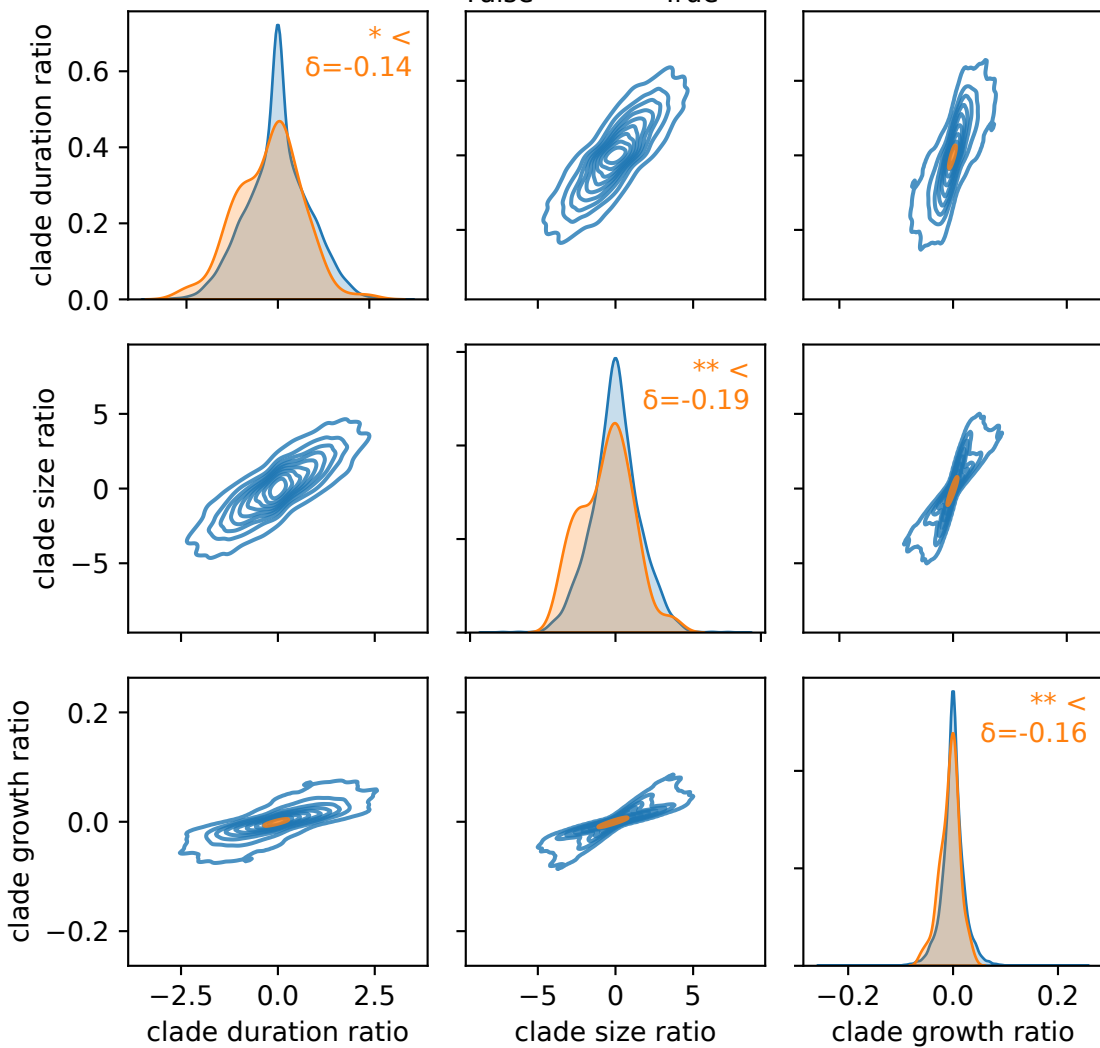 clade duration ratio
0.6
0.4
0.2
0.0
* <
δ=-0.14
clade size ratio
5
0
−5
** <
δ=-0.19
clade growth ratio
0.2
0.0
−0.2
** <
δ=-0.16
−2.5 0.0 2.5
−5 0 5
−0.2 0.0 0.2
clade duration ratio
clade size ratio
clade growth ratio